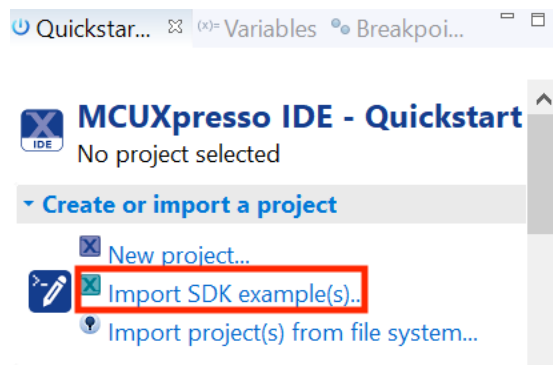 Quickstar... (x)= Variables Breakpoi...
MCUXpresso IDE - Quickstart
IDE
No project selected
Create or import a project
New project...
Import SDK example(s)..
Import project(s) from file system...